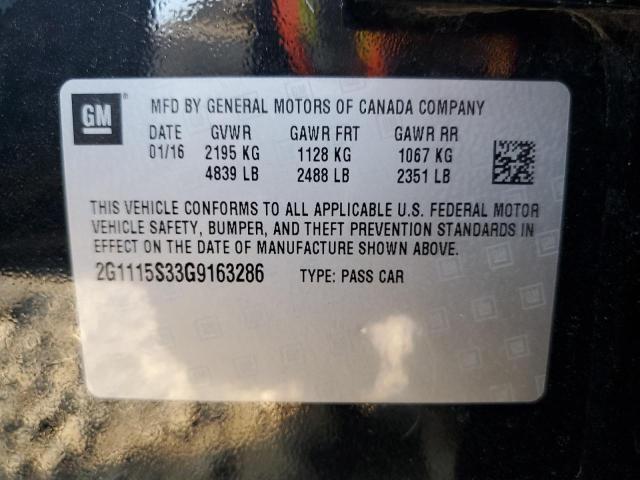 GM
MFD BY GENERAL MOTORS OF CANADA COMPANY
DATE GVWR GAWR FRT GAWR RR
01/16 2195 KG 1128 KG 1067 KG
4839 LB 2488 LB 2351 LB
THIS VEHICLE CONFORMS TO ALL APPLICABLE U.S. FEDERAL MOTOR
VEHICLE SAFETY, BUMPER, AND THEFT PREVENTION STANDARDS IN
EFFECT ON THE DATE OF MANUFACTURE SHOWN ABOVE.
2G1115S33G9163286 TYPE: PASS CAR